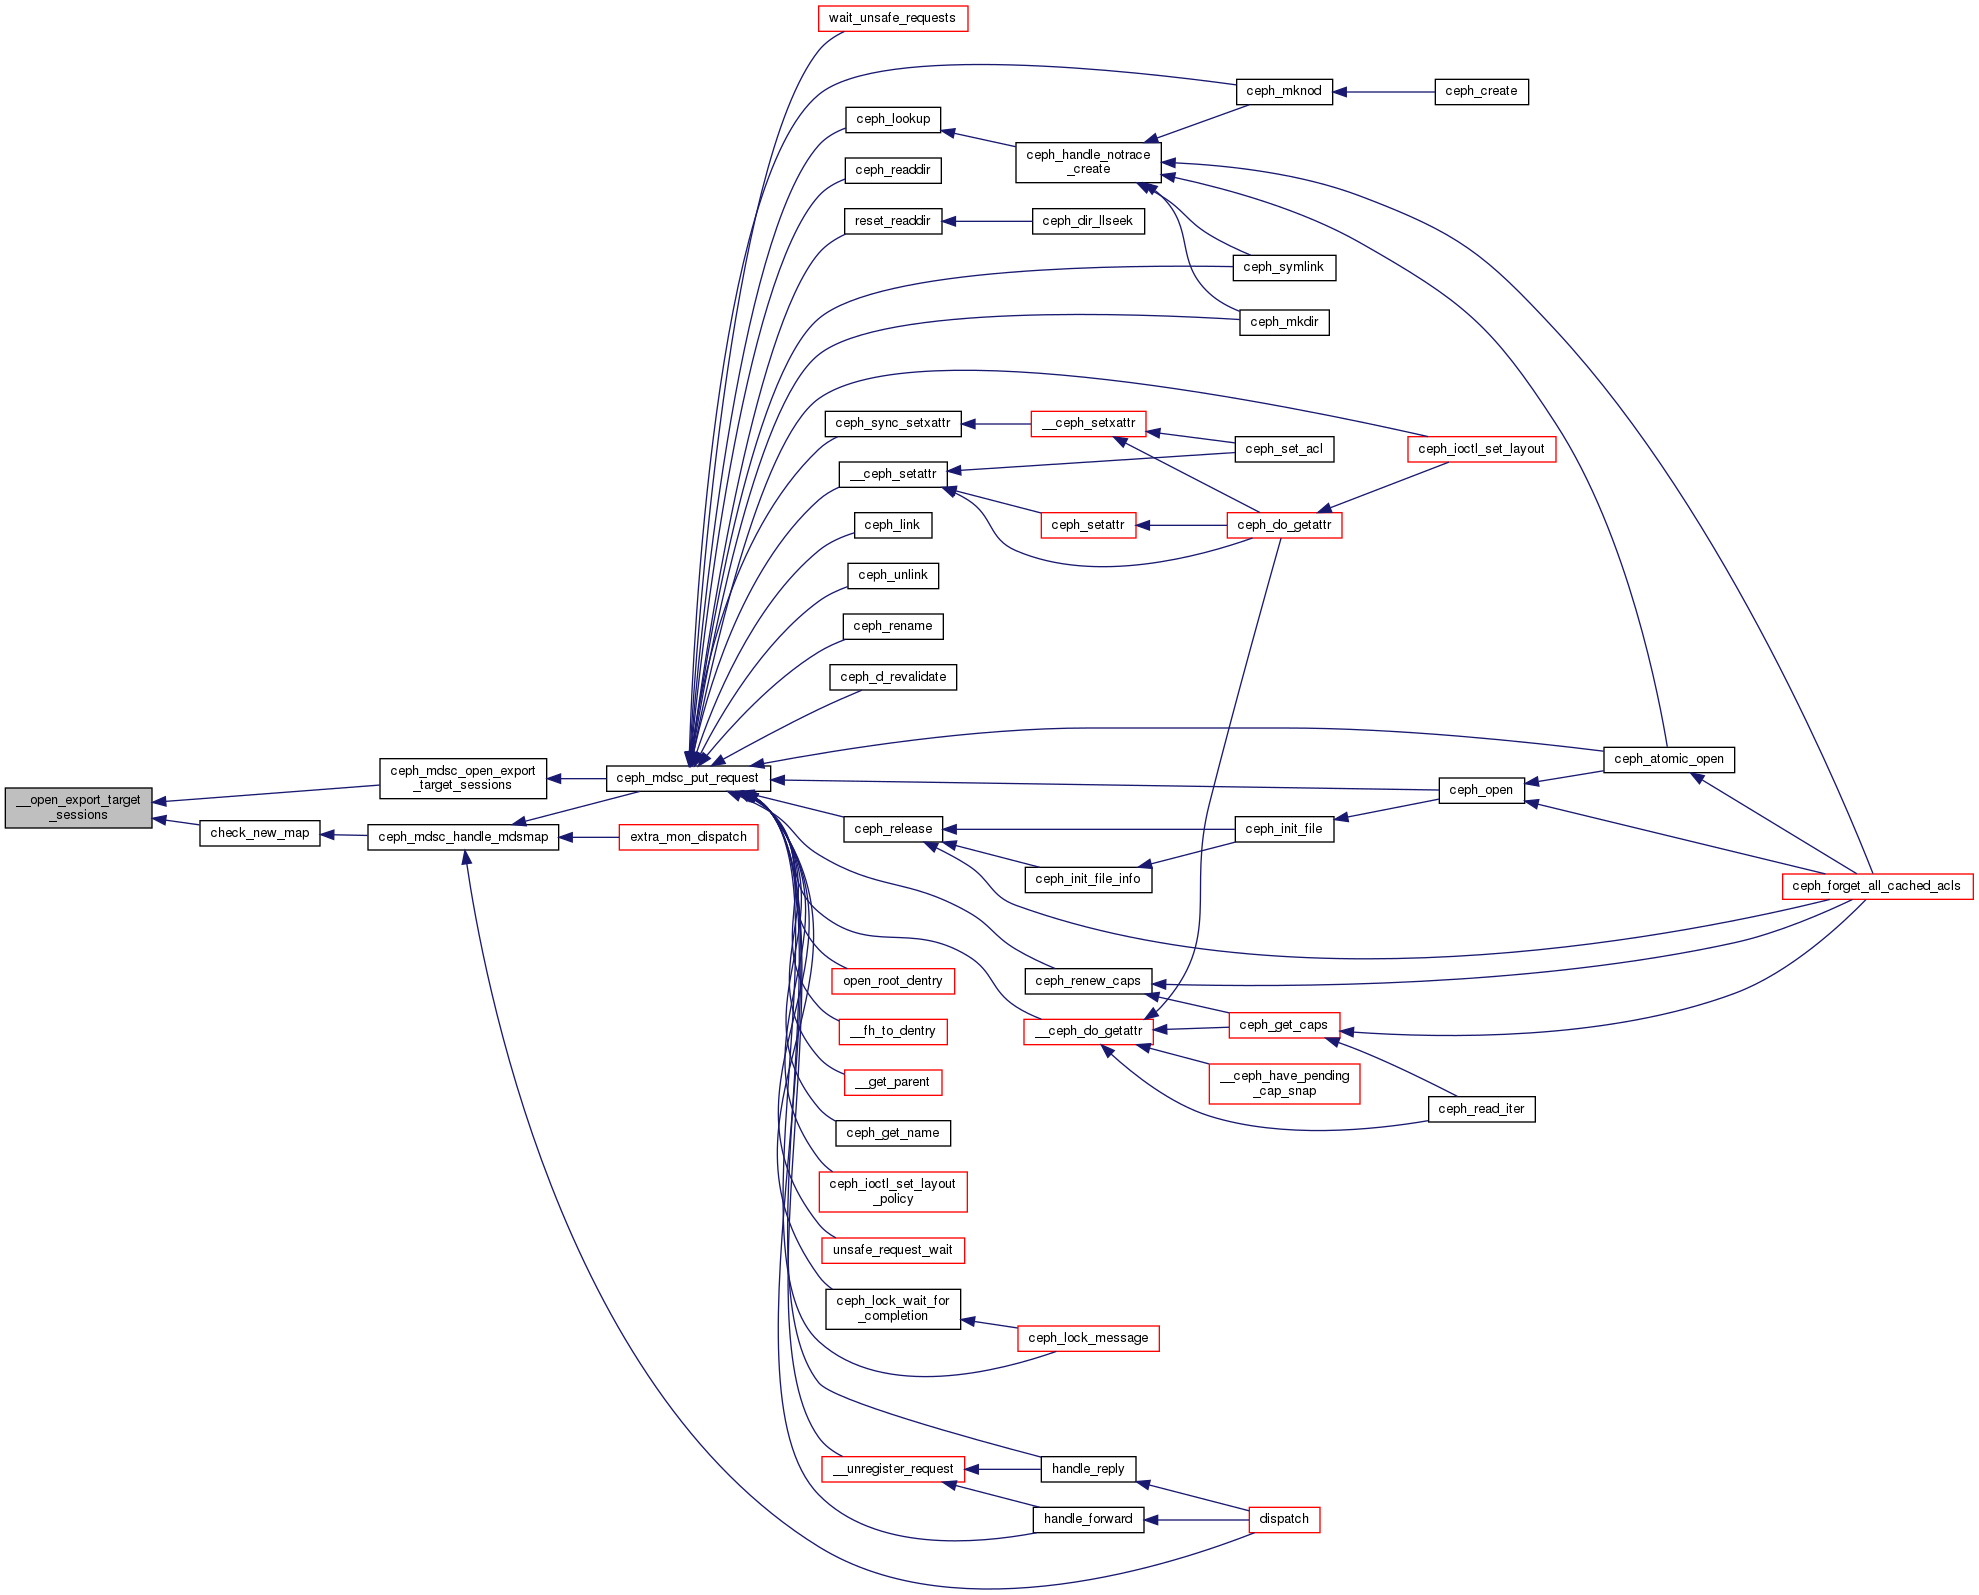 wait_unsafe_requests
ceph_mknod
ceph_create
ceph_lookup
ceph_handle_notrace
_create
ceph_readdir
reset_readdir
ceph_dir_llseek
ceph_symlink
ceph_mkdir
ceph_sync_setxattr
__ceph_setxattr
ceph_set_acl
ceph_ioctl_set_layout
__ceph_setattr
ceph_link
ceph_setattr
ceph_do_getattr
ceph_unlink
ceph_rename
ceph_d_revalidate
ceph_atomic_open
ceph_mdsc_open_export
_target_sessions
ceph_mdsc_put_request
ceph_open
__open_export_target
_sessions
check_new_map
ceph_mdsc_handle_mdsmap
extra_mon_dispatch
ceph_release
ceph_init_file
ceph_init_file_info
ceph_forget_all_cached_acls
open_root_dentry
ceph_renew_caps
__fh_to_dentry
__ceph_do_getattr
ceph_get_caps
__get_parent
__ceph_have_pending
_cap_snap
ceph_read_iter
ceph_get_name
ceph_ioctl_set_layout
_policy
unsafe_request_wait
ceph_lock_wait_for
_completion
ceph_lock_message
__unregister_request
handle_reply
handle_forward
dispatch